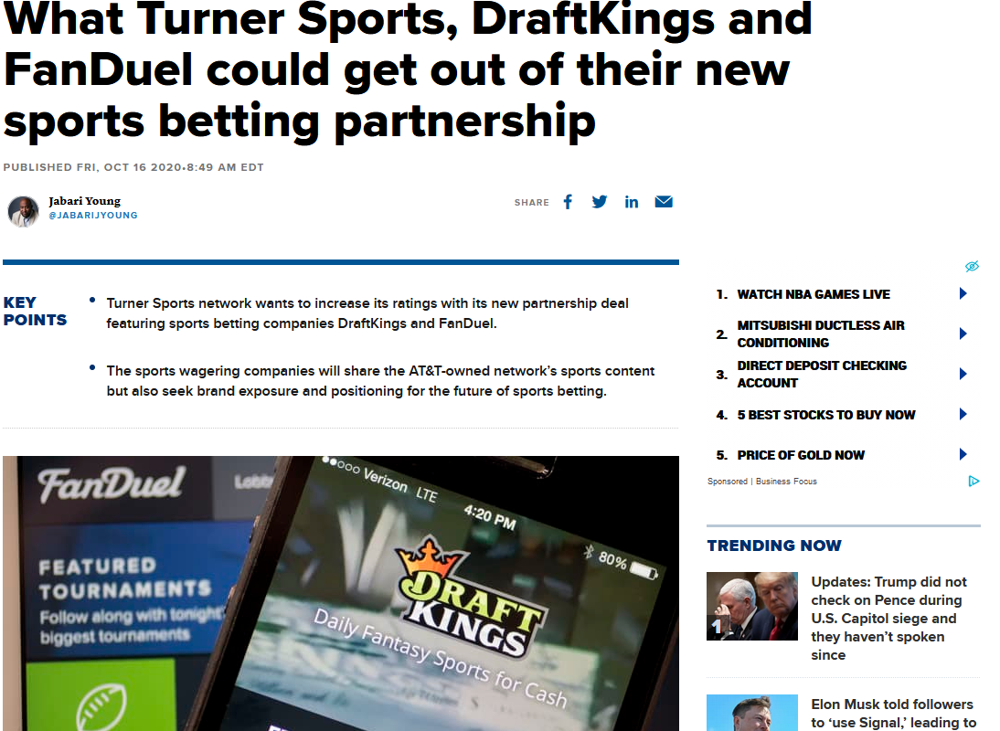 What Turner Sports, DraftKings and
FanDuel could get out of their new
sports betting partnership
PUBLISHED FRI, OCT 16 2020•8:49 AM EDT
Jabari Young
@JABARIJYOUNG
SHARE
KEY
POINTS
• Turner Sports network wants to increase its ratings with its new partnership deal
featuring sports betting companies DraftKings and FanDuel.
• The sports wagering companies will share the AT&T-owned network’s sports content
but also seek brand exposure and positioning for the future of sports betting.
FanDuel
FEATURED
TOURNAMENTS
Follow along with tonight'
biggest tournaments
Verizon LTE
4:20 PM
80%
DRAFT
KINGS
Daily Fantasy Sports for Cash
1. WATCH NBA GAMES LIVE
2. MITSUBISHI DUCTLESS AIR
CONDITIONING
3. DIRECT DEPOSIT CHECKING
ACCOUNT
4. 5 BEST STOCKS TO BUY NOW
5. PRICE OF GOLD NOW
Sponsored | Business Focus
TRENDING NOW
1
Updates: Trump did not
check on Pence during
U.S. Capitol siege and
they haven’t spoken
since
Elon Musk told followers
to ‘use Signal,’ leading to